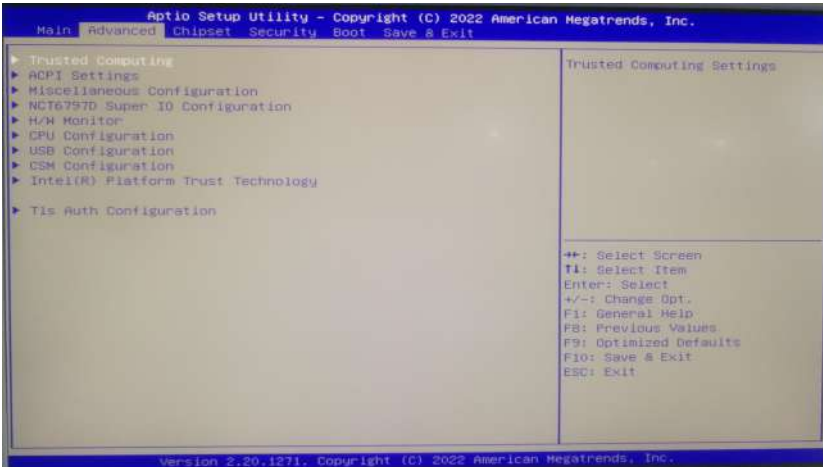 Aptio Setup Utility – Copyright (C) 2022 American Megatrends, Inc.
Main Advanced Chipset Security Boot Save & Exit
Trusted Computing
ACPI Settings
Miscellaneous Configuration
NCT6797D Super IO Configuration
H/W Monitor
CPU Configuration
USB Configuration
CSM Configuration
Intel(R) Platform Trust Technology
Tls Auth Configuration
Trusted Computing Settings
→←: Select Screen
↑↓: Select Item
Enter: Select
+/-: Change Opt.
F1: General Help
F8: Previous Values
F9: Optimized Defaults
F10: Save & Exit
ESC: Exit
Version 2.20.1271. Copyright (C) 2022 American Megatrends, Inc.